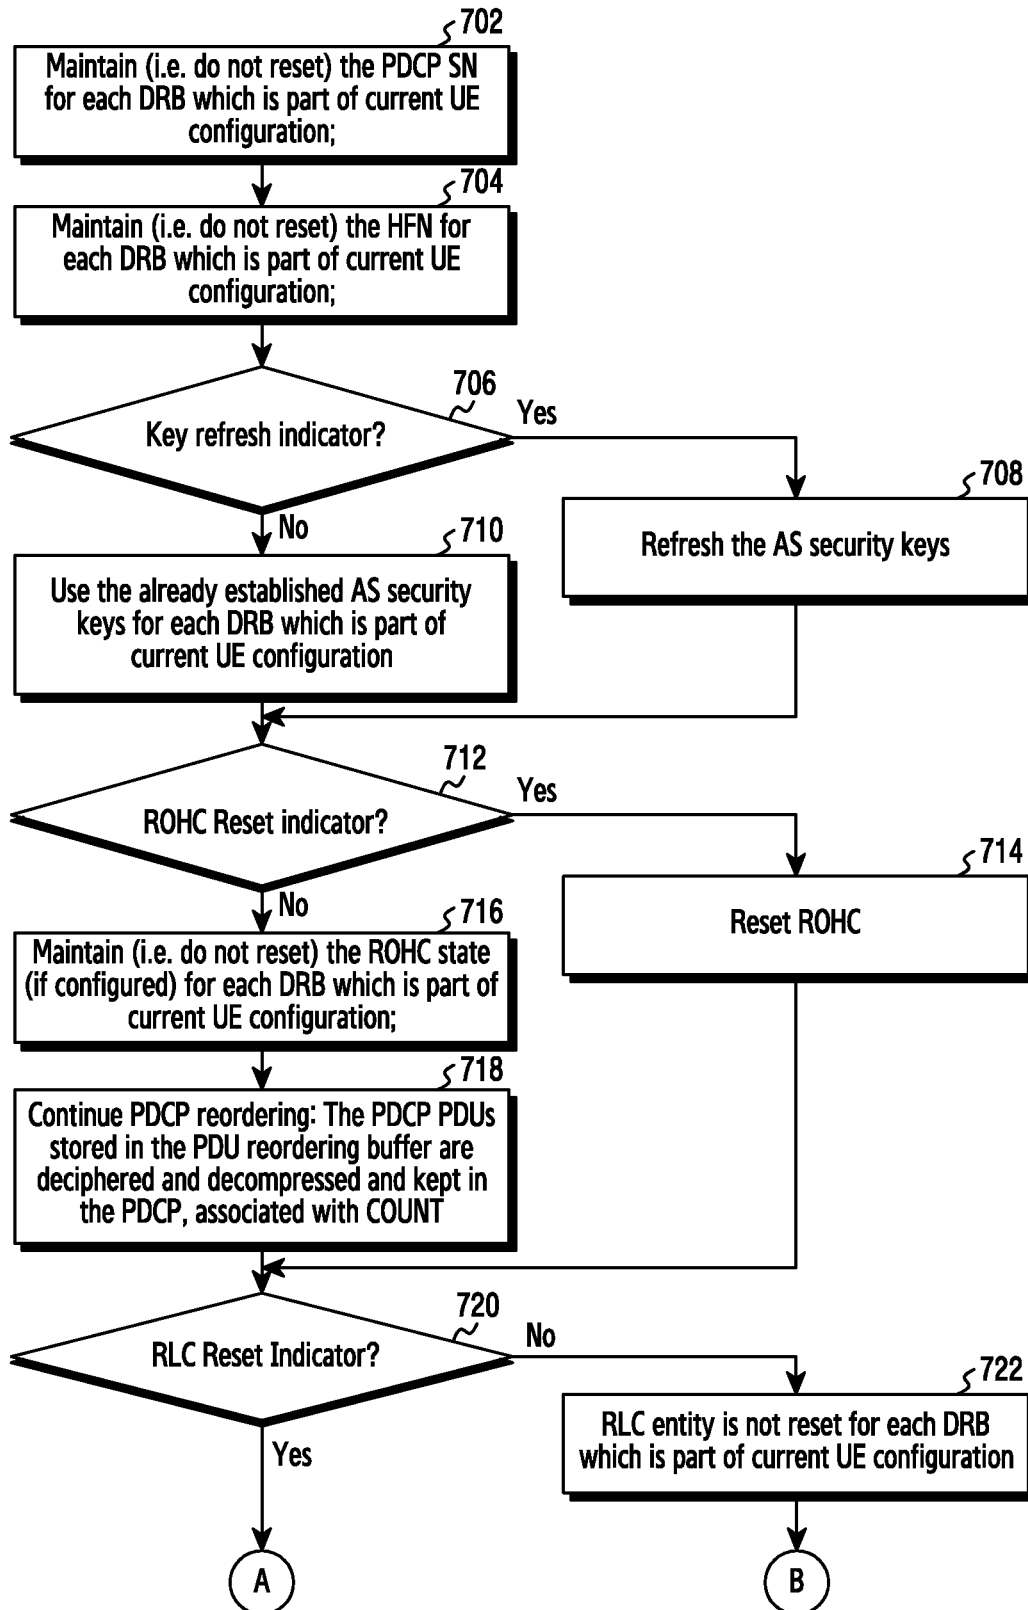 702
Maintain (i.e. do not reset) the PDCP SN
for each DRB which is part of current UE
configuration;
704
Maintain (i.e. do not reset) the HFN for
each DRB which is part of current UE
configuration;
706
Key refresh indicator?
Yes
708
Refresh the AS security keys
No
710
Use the already established AS security
keys for each DRB which is part of
current UE configuration
712
ROHC Reset indicator?
Yes
714
Reset ROHC
No
716
Maintain (i.e. do not reset) the ROHC state
(if configured) for each DRB which is part of
current UE configuration;
718
Continue PDCP reordering: The PDCP PDUs
stored in the PDU reordering buffer are
deciphered and decompressed and kept in
the PDCP, associated with COUNT
720
RLC Reset Indicator?
No
722
RLC entity is not reset for each DRB
which is part of current UE configuration
Yes
A
B